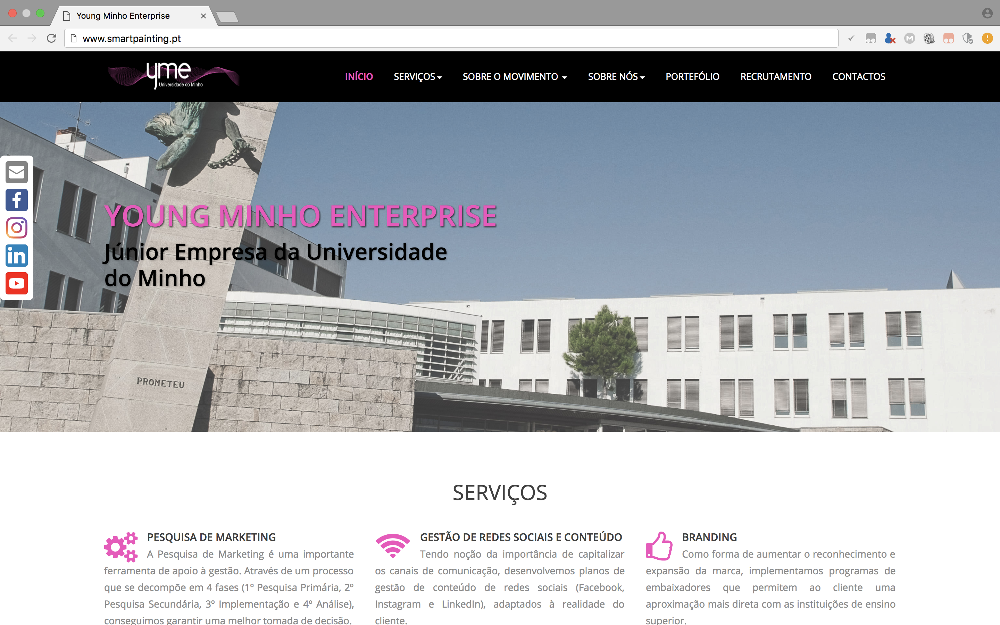 Young Minho Enterprise
www.smartpainting.pt
yme
Universidade do Minho
INÍCIO SERVIÇOS SOBRE O MOVIMENTO SOBRE NÓS PORTEFÓLIO RECRUTAMENTO CONTACTOS
YOUNG MINHO ENTERPRISE
Júnior Empresa da Universidade
do Minho
PROMETEU
SERVIÇOS
PESQUISA DE MARKETING
A Pesquisa de Marketing é uma importante
ferramenta de apoio à gestão. Através de um processo
que se decompõe em 4 fases (1º Pesquisa Primária, 2º
Pesquisa Secundária, 3º Implementação e 4º Análise),
conseguimos garantir uma melhor tomada de decisão.
GESTÃO DE REDES SOCIAIS E CONTEÚDO
Tendo noção da importância de capitalizar
os canais de comunicação, desenvolvemos planos de
gestão de conteúdo de redes sociais (Facebook,
Instagram e LinkedIn), adaptados à realidade do
cliente.
BRANDING
Como forma de aumentar o reconhecimento e
expansão da marca, implementamos programas de
embaixadores que permitem ao cliente uma
aproximação mais direta com as instituições de ensino
superior.